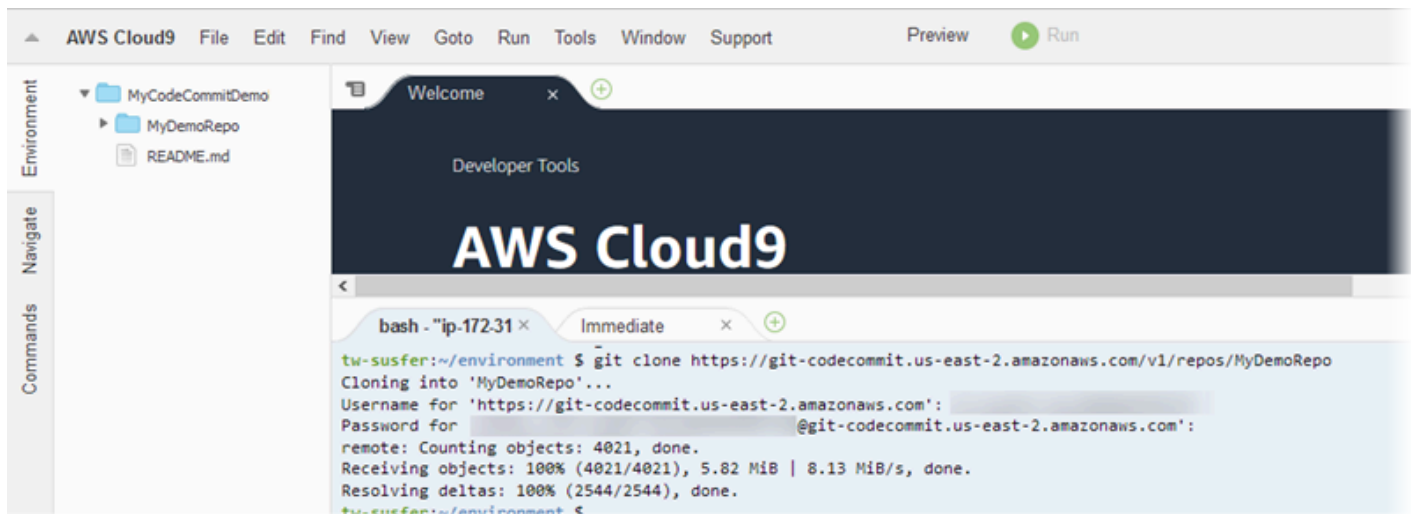 AWS Cloud9 File Edit Find View Goto Run Tools Window Support Preview Run
Environment
Navigate
Commands
MyCodeCommitDemo
MyDemoRepo
README.md
Welcome
Developer Tools
AWS Cloud9
bash - "ip-172-31 Immediate
tw-susfer:~/environment $ git clone https://git-codecommit.us-east-2.amazonaws.com/v1/repos/MyDemoRepo
Cloning into 'MyDemoRepo'...
Username for 'https://git-codecommit.us-east-2.amazonaws.com':
Password for @git-codecommit.us-east-2.amazonaws.com':
remote: Counting objects: 4021, done.
Receiving objects: 100% (4021/4021), 5.82 MiB | 8.13 MiB/s, done.
Resolving deltas: 100% (2544/2544), done.
tw-susfer:~/environment $